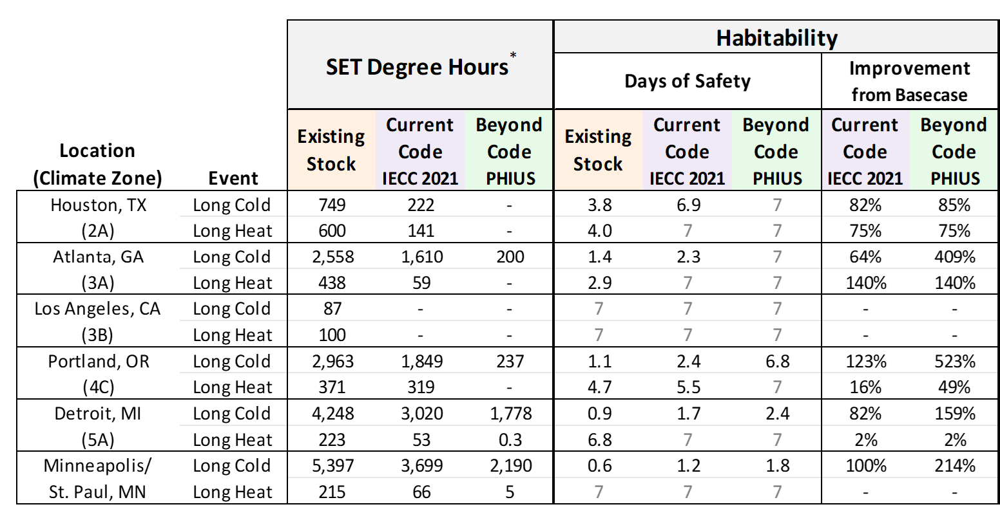 SET Degree Hours*
Habitability
Days of Safety
Improvement
from Basecase
Location
(Climate Zone)
Event
Existing
Stock
Current
Code
IECC 2021
Beyond
Code
PHIUS
Existing
Stock
Current
Code
IECC 2021
Beyond
Code
PHIUS
Current
Code
IECC 2021
Beyond
Code
PHIUS
Houston, TX Long Cold 749 222 - 3.8 6.9 7 82% 85%
(2A) Long Heat 600 141 - 4.0 7 7 75% 75%
Atlanta, GA Long Cold 2,558 1,610 200 1.4 2.3 7 64% 409%
(3A) Long Heat 438 59 - 2.9 7 7 140% 140%
Los Angeles, CA Long Cold 87 - - 7 7 7 - -
(3B) Long Heat 100 - - 7 7 7 - -
Portland, OR Long Cold 2,963 1,849 237 1.1 2.4 6.8 123% 523%
(4C) Long Heat 371 319 - 4.7 5.5 7 16% 49%
Detroit, MI Long Cold 4,248 3,020 1,778 0.9 1.7 2.4 82% 159%
(5A) Long Heat 223 53 0.3 6.8 7 7 2% 2%
Minneapolis/ Long Cold 5,397 3,699 2,190 0.6 1.2 1.8 100% 214%
St. Paul, MN Long Heat 215 66 5 7 7 7 - -